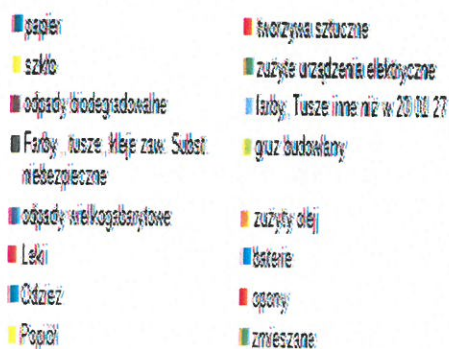 papier
szkło
odpady biodegradowalne
Farby , tusze , kleje zaw. Subst.
niebezpieczne
odpady wielkogabarytowe
Leki
Odzież
Popiół
tworzywa sztuczne
zużyte urządzenia elektryczne
farby , Tusze inne niż w 20 01 27
gruz budowlany
zużyty olej
baterie
opony
zmieszane